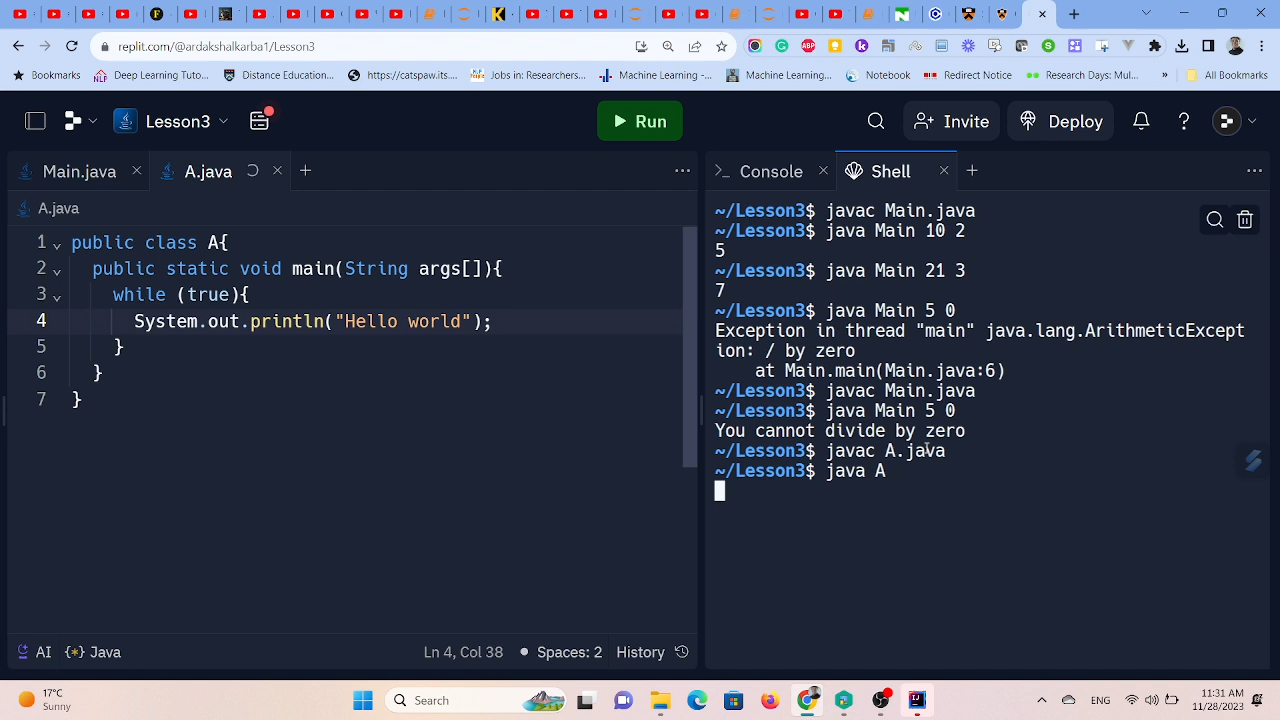 replit.com/@eldakshalkhaliba1/Lesson3
Bookmarks
Deep Learning Tuto...
Distance Education...
https://catspaw.its...
Jobs in Researchers...
Machine Learning -...
Machine Learning...
Notebook
Redirect Notice
Research Days: Mul...
»
All Bookmarks
Lesson3
Run
Invite
Deploy
Main.java
A.java
Console
Shell
A.java
1 public class A{
2 public static void main(String args[]){
3 while (true){
4 System.out.println("Hello world");
5 }
6 }
7 }
~/Lesson3$ javac Main.java
~/Lesson3$ java Main 10 2
5
~/Lesson3$ java Main 21 3
7
~/Lesson3$ java Main 5 0
Exception in thread "main" java.lang.ArithmeticExcept
ion: / by zero
at Main.main(Main.java:6)
~/Lesson3$ javac Main.java
~/Lesson3$ java Main 5 0
You cannot divide by zero
~/Lesson3$ javac A.java
~/Lesson3$ java A
AI
Java
Ln 4, Col 38
Spaces: 2
History
17°C
Sunny
Search
ENG
11:31 AM
11/28/2023